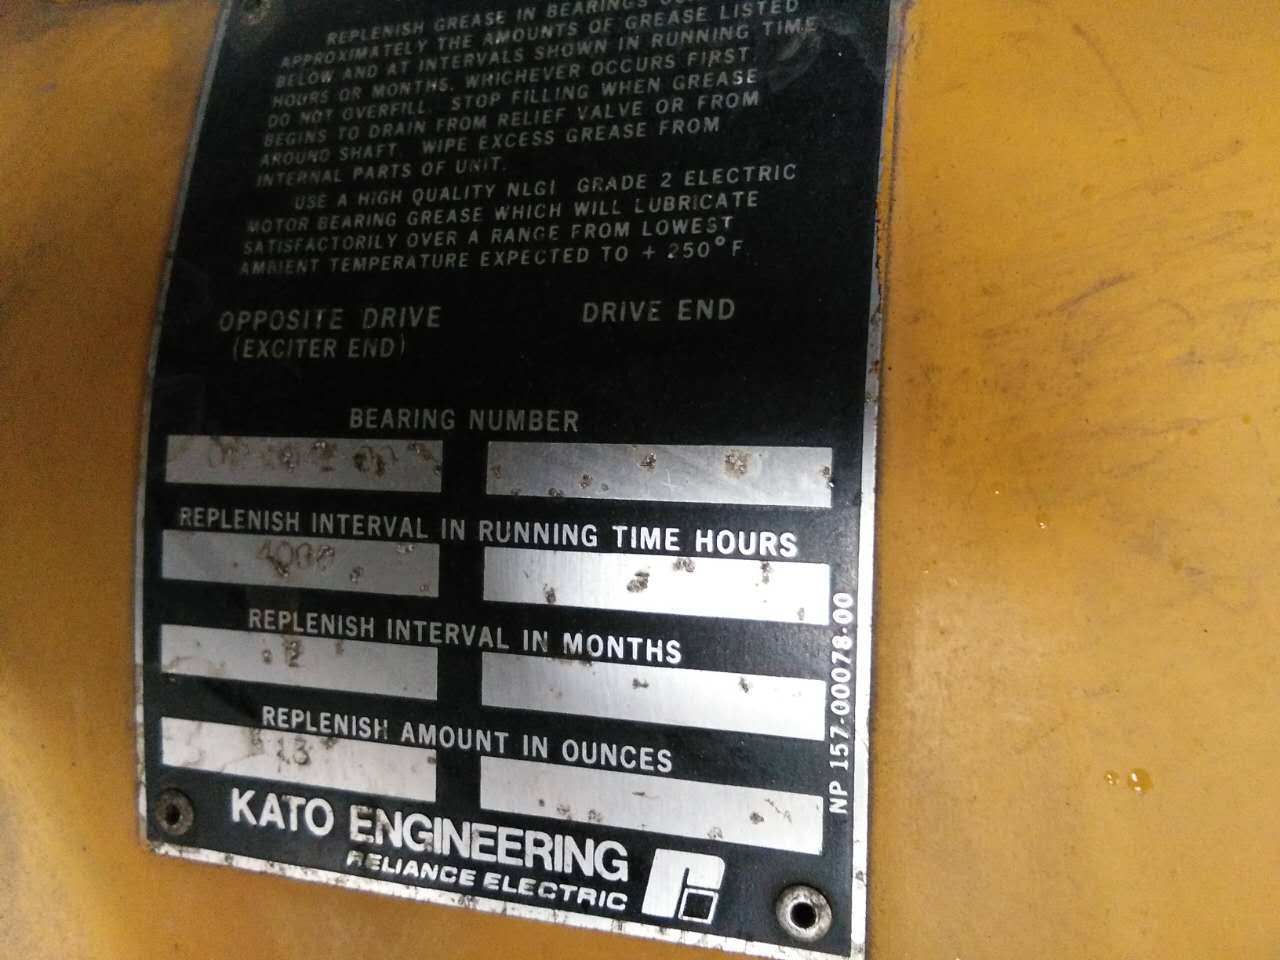 REPLENISH GREASE IN BEARINGS
APPROXIMATELY THE AMOUNTS OF GREASE LISTED
BELOW AND AT INTERVALS SHOWN IN RUNNING TIME
HOURS OR MONTHS, WHICHEVER OCCURS FIRST.
DO NOT OVERFILL. STOP FILLING WHEN GREASE
BEGINS TO DRAIN FROM RELIEF VALVE OR FROM
AROUND SHAFT. WIPE EXCESS GREASE FROM
INTERNAL PARTS OF UNIT.
USE A HIGH QUALITY NLGI GRADE 2 ELECTRIC
MOTOR BEARING GREASE WHICH WILL LUBRICATE
SATISFACTORILY OVER A RANGE FROM LOWEST
AMBIENT TEMPERATURE EXPECTED TO + 250° F.
OPPOSITE DRIVE
(EXCITER END)
DRIVE END
BEARING NUMBER
REPLENISH INTERVAL IN RUNNING TIME HOURS
4000
REPLENISH INTERVAL IN MONTHS
REPLENISH AMOUNT IN OUNCES
KATO ENGINEERING
RELIANCE ELECTRIC
NP 157-00078-00